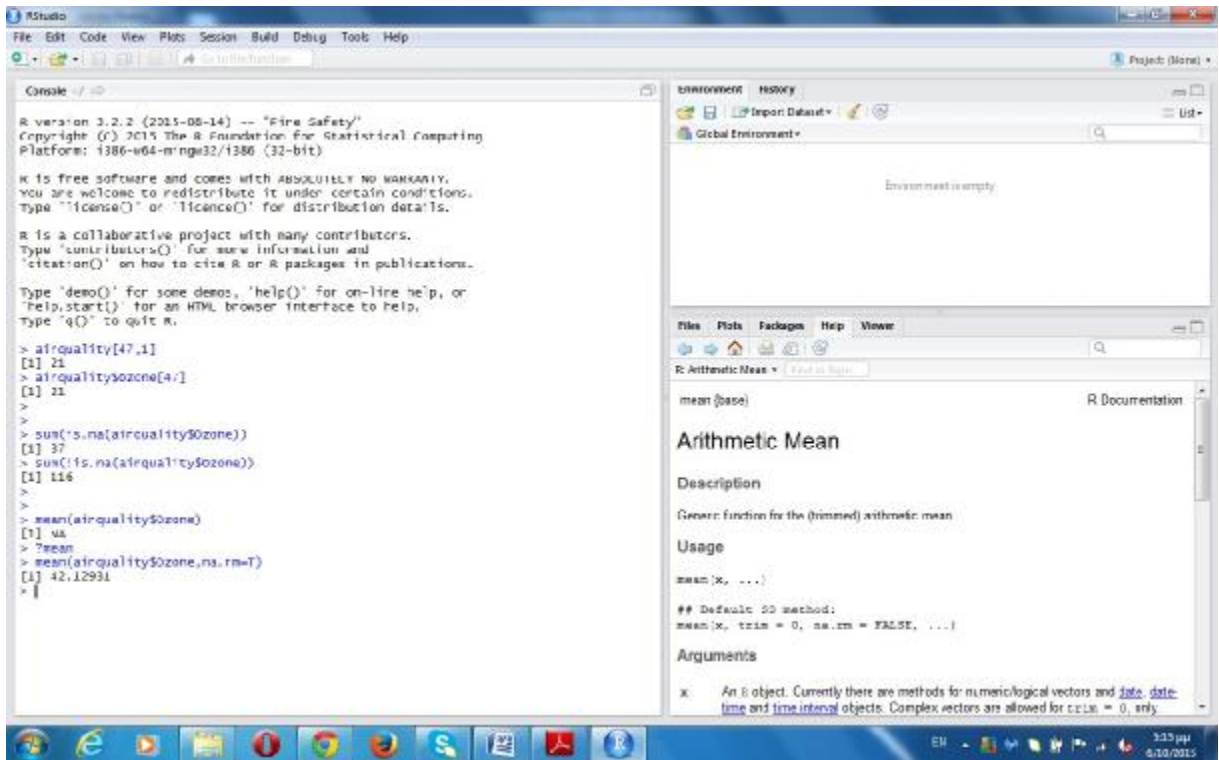 RStudio
File Edit Code View Plots Session Build Debug Tools Help
Go to file/function
Project: (None)
Console ~/
R version 3.2.2 (2015-08-14) -- "Fire Safety"
Copyright (C) 2015 The R Foundation for Statistical Computing
Platform: i386-w64-mingw32/i386 (32-bit)
R is free software and comes with ABSOLUTELY NO WARRANTY.
You are welcome to redistribute it under certain conditions.
Type 'license()' or 'licence()' for distribution details.
R is a collaborative project with many contributors.
Type 'contributors()' for more information and
'citation()' on how to cite R or R packages in publications.
Type 'demo()' for some demos, 'help()' for on-line help, or
'help.start()' for an HTML browser interface to help.
Type 'q()' to quit R.
> airquality[47,1]
[1] 21
> airquality$Ozone[47]
[1] 21
>
>
> sum(is.na(airquality$Ozone))
[1] 37
> sum(!is.na(airquality$Ozone))
[1] 116
>
>
> mean(airquality$Ozone)
[1] NA
> ?mean
> mean(airquality$Ozone,na.rm=T)
[1] 42.12931
>
Environment History
Import Dataset
List
Global Environment
Environment is empty
Files Plots Packages Help Viewer
R: Arithmetic Mean Find in Topic
mean {base} R Documentation
Arithmetic Mean
Description
Generic function for the (trimmed) arithmetic mean.
Usage
mean(x, ...)
## Default S3 method:
mean(x, trim = 0, na.rm = FALSE, ...)
Arguments
x An R object. Currently there are methods for numeric/logical vectors and date, date-
time and time interval objects. Complex vectors are allowed for trim = 0, only
EN
3:33 μμ
6/10/2015